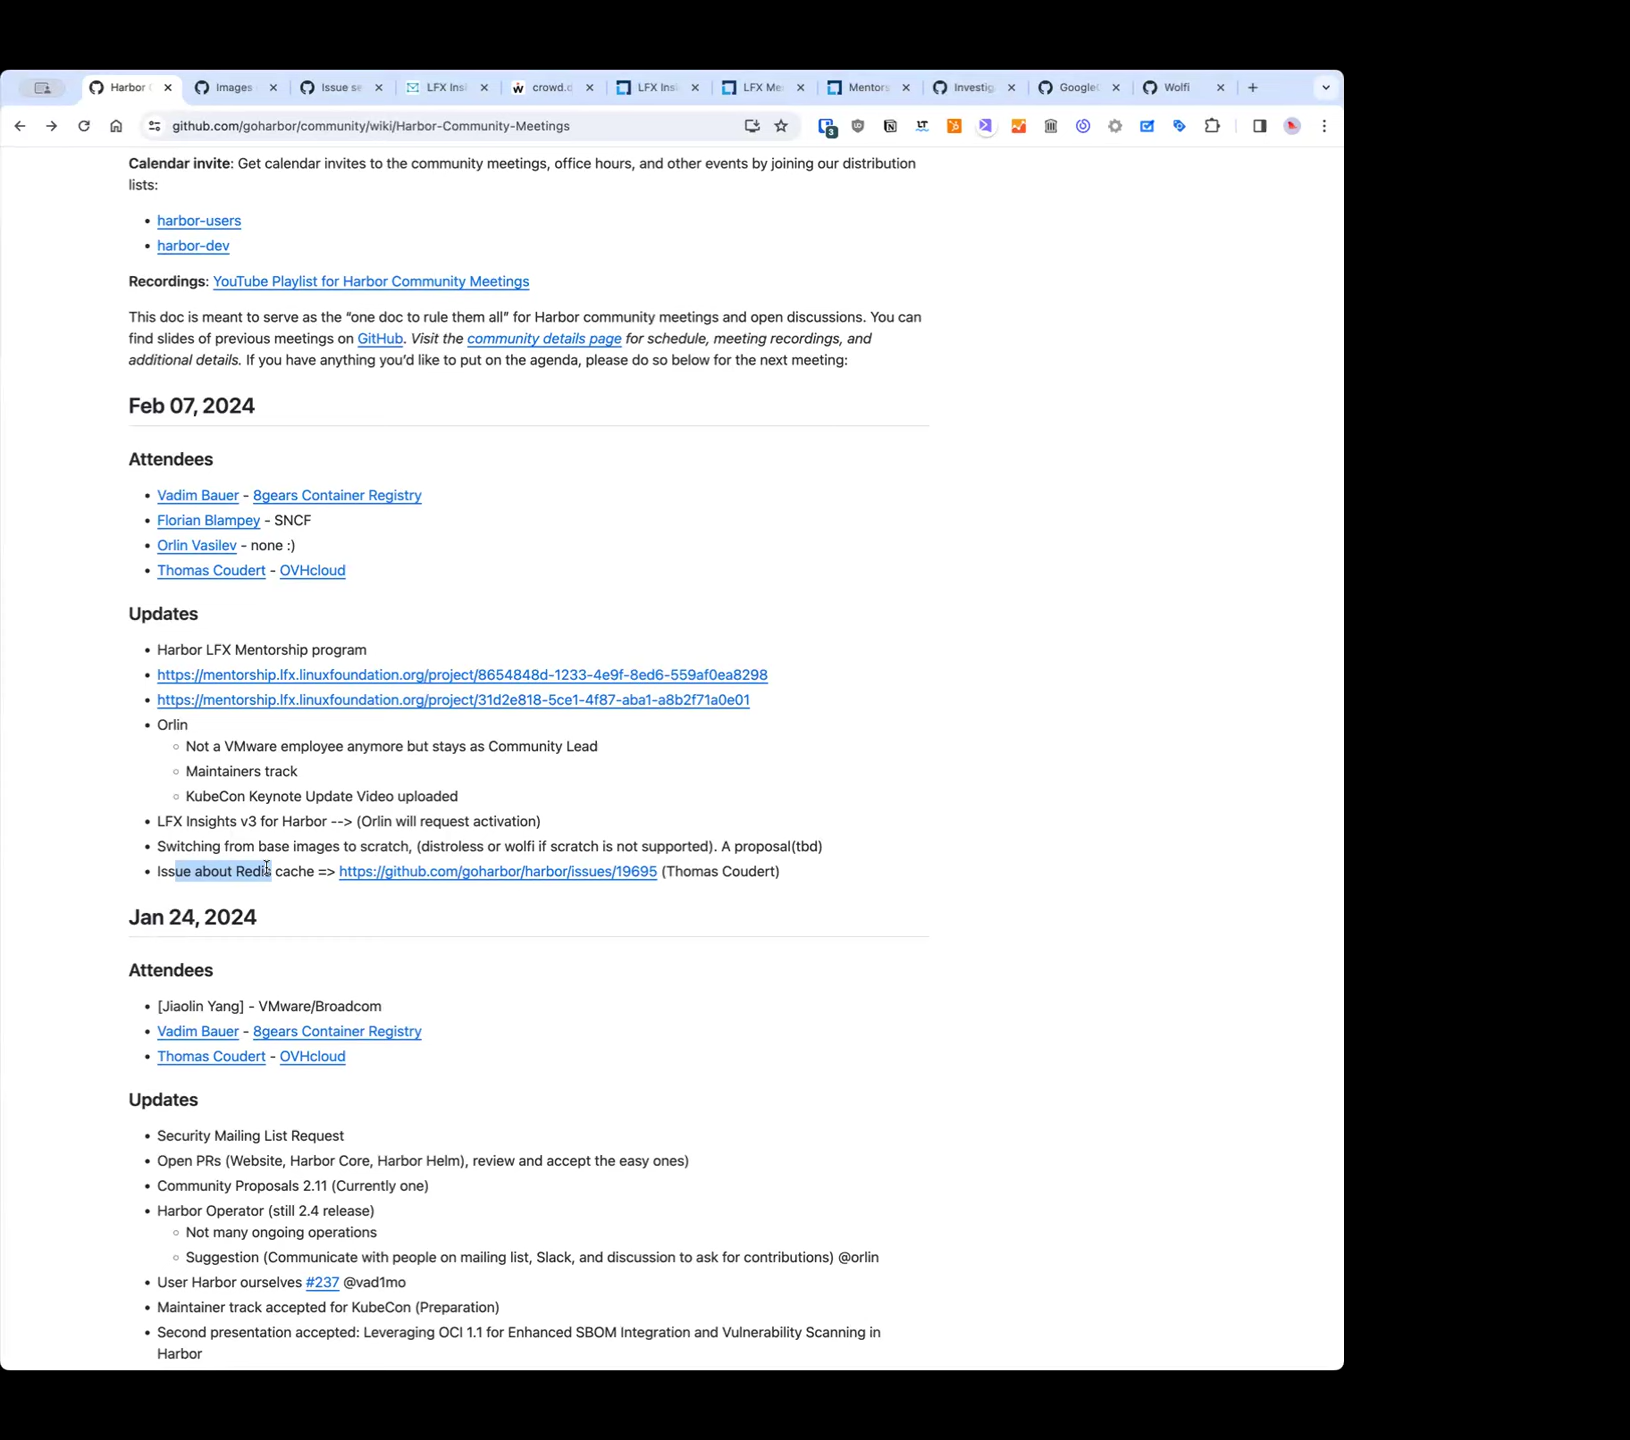 Harbor C
Images
Issue se
LFX Insi
crowd.d
LFX Insi
LFX Me
Mentors
Investig
GoogleC
Wolfi
github.com/goharbor/community/wiki/Harbor-Community-Meetings
3
Calendar invite: Get calendar invites to the community meetings, office hours, and other events by joining our distribution
lists:
• harbor-users
• harbor-dev
Recordings: YouTube Playlist for Harbor Community Meetings
This doc is meant to serve as the “one doc to rule them all” for Harbor community meetings and open discussions. You can
find slides of previous meetings on GitHub. Visit the community details page for schedule, meeting recordings, and
additional details. If you have anything you’d like to put on the agenda, please do so below for the next meeting:
Feb 07, 2024
Attendees
• Vadim Bauer - 8gears Container Registry
• Florian Blampey - SNCF
• Orlin Vasilev - none :)
• Thomas Coudert - OVHcloud
Updates
• Harbor LFX Mentorship program
• https://mentorship.lfx.linuxfoundation.org/project/8654848d-1233-4e9f-8ed6-559af0ea8298
• https://mentorship.lfx.linuxfoundation.org/project/31d2e818-5ce1-4f87-aba1-a8b2f71a0e01
• Orlin
◦ Not a VMware employee anymore but stays as Community Lead
◦ Maintainers track
◦ KubeCon Keynote Update Video uploaded
• LFX Insights v3 for Harbor --> (Orlin will request activation)
• Switching from base images to scratch, (distroless or wolfi if scratch is not supported). A proposal(tbd)
• Issue about Redis cache => https://github.com/goharbor/harbor/issues/19695 (Thomas Coudert)
Jan 24, 2024
Attendees
• [Jiaolin Yang] - VMware/Broadcom
• Vadim Bauer - 8gears Container Registry
• Thomas Coudert - OVHcloud
Updates
• Security Mailing List Request
• Open PRs (Website, Harbor Core, Harbor Helm), review and accept the easy ones)
• Community Proposals 2.11 (Currently one)
• Harbor Operator (still 2.4 release)
◦ Not many ongoing operations
◦ Suggestion (Communicate with people on mailing list, Slack, and discussion to ask for contributions) @orlin
• User Harbor ourselves #237 @vad1mo
• Maintainer track accepted for KubeCon (Preparation)
• Second presentation accepted: Leveraging OCI 1.1 for Enhanced SBOM Integration and Vulnerability Scanning in
Harbor